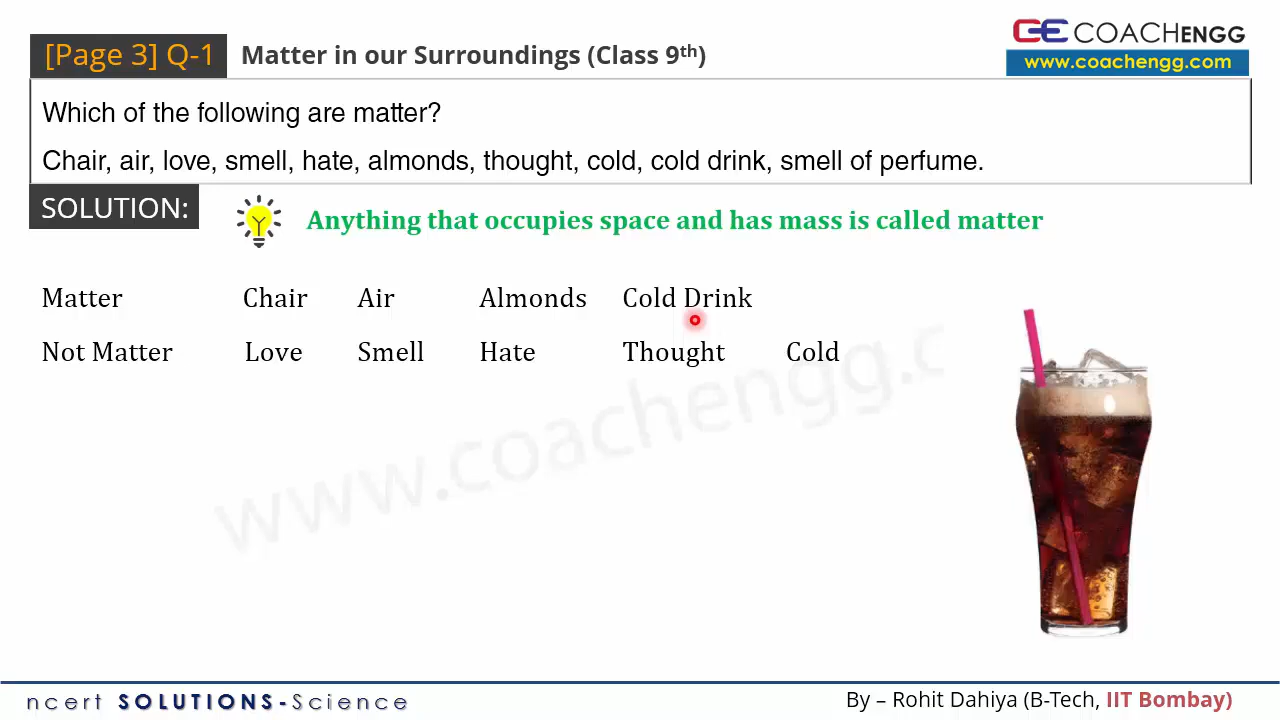 [Page 3] Q-1 Matter in our Surroundings (Class 9th)
CE COACHENGG
www.coachengg.com
Which of the following are matter?
Chair, air, love, smell, hate, almonds, thought, cold, cold drink, smell of perfume.
SOLUTION: Anything that occupies space and has mass is called matter
Matter Chair Air Almonds Cold Drink
Not Matter Love Smell Hate Thought Cold
www.coachengg.c
ncert SOLUTIONS-Science By – Rohit Dahiya (B-Tech, IIT Bombay)